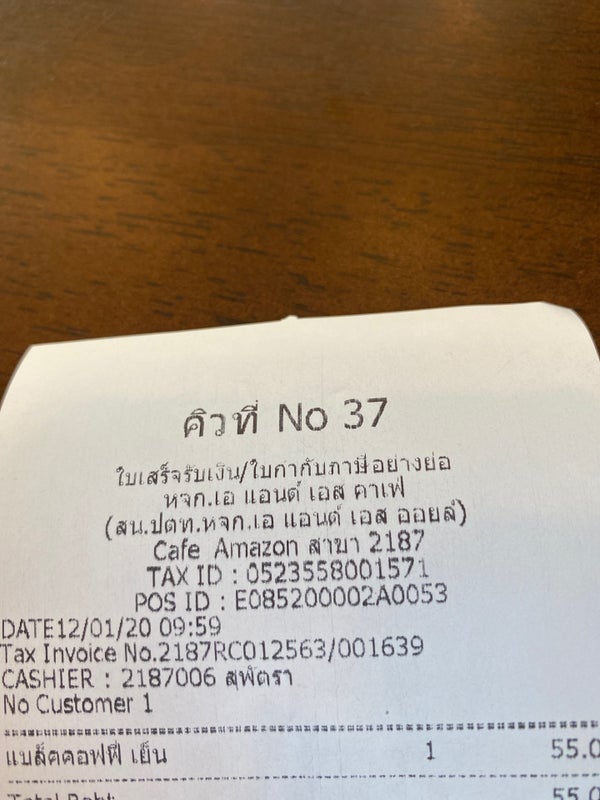 คิวที่ No 37
ใบเสร็จรับเงิน/ใบกำกับภาษีอย่างย่อ
หจก.เอ แอนด์ เอส คาเฟ่
(สน.ปตท.หจก.เอ แอนด์ เอส ออยล์)
Cafe Amazon สาขา 2187
TAX ID : 0523558001571
POS ID : E085200002A0053
DATE12/01/20 09:59
Tax Invoice No.2187RC012563/001639
CASHIER : 2187006 สุพัตรา
No Customer 1
แบล็คคอฟฟี่ เย็น 1 55.0
Total 55.0